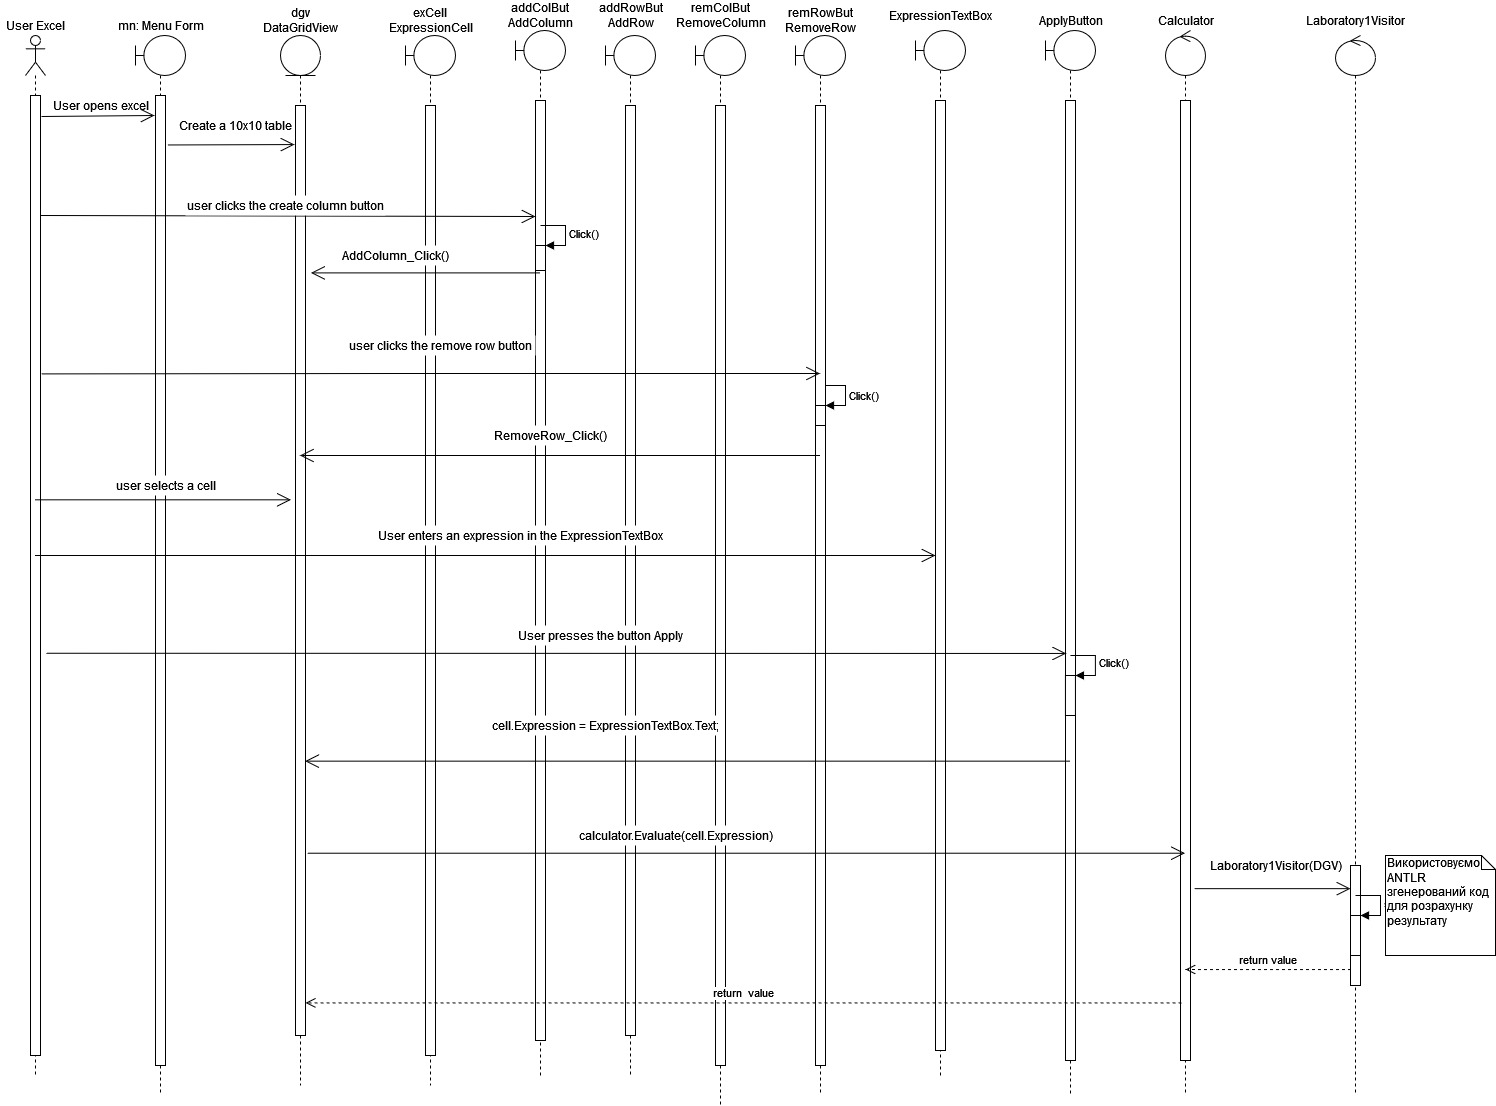 User Excel
mn: Menu Form
dgv
DataGridView
exCell
ExpressionCell
addColBut
AddColumn
addRowBut
AddRow
remColBut
RemoveColumn
remRowBut
RemoveRow
ExpressionTextBox
ApplyButton
Calculator
Laboratory1Visitor
User opens excel
Create a 10x10 table
user clicks the create column button
Click()
AddColumn_Click()
user clicks the remove row button
Click()
RemoveRow_Click()
user selects a cell
User enters an expression in the ExpressionTextBox
User presses the button Apply
Click()
cell.Expression = ExpressionTextBox.Text;
calculator.Evaluate(cell.Expression)
Laboratory1Visitor(DGV)
Використовуємо
ANTLR
згенерований код
для розрахунку
результату
return value
return value